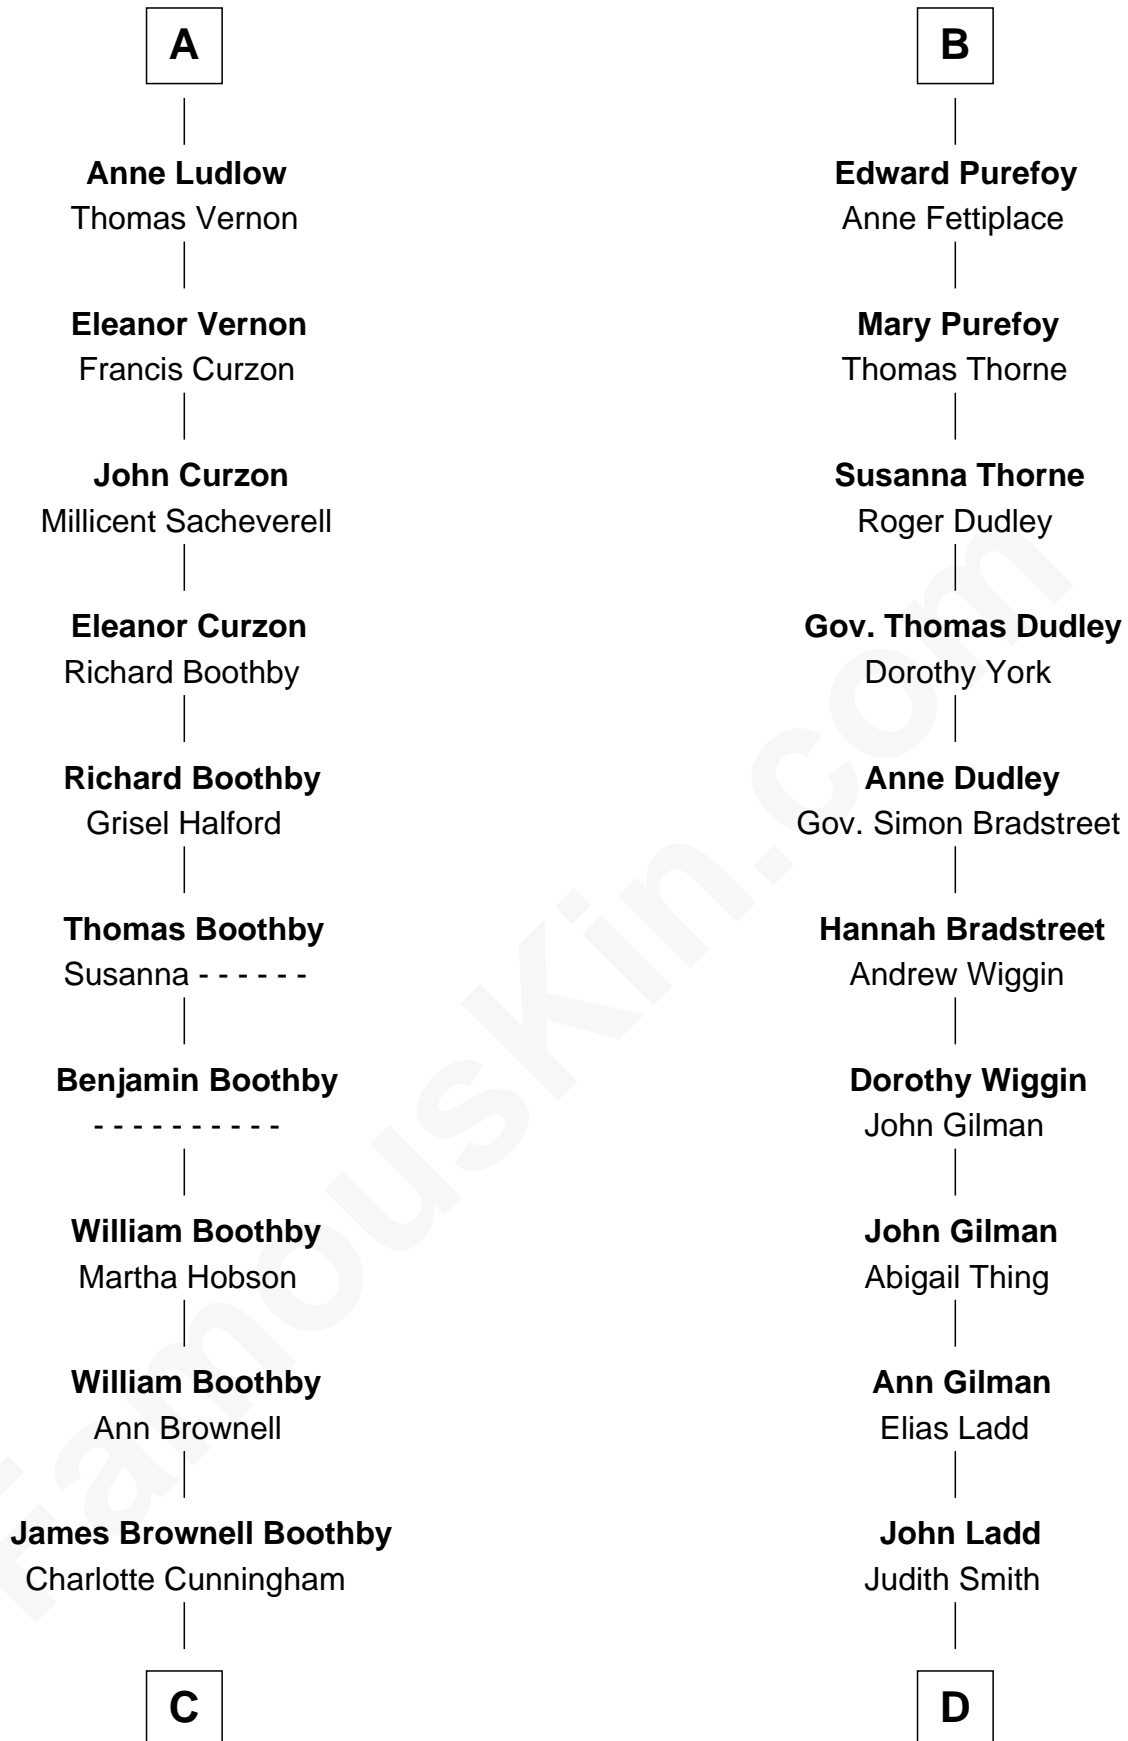 A
Anne Ludlow
Thomas Vernon
Eleanor Vernon
Francis Curzon
John Curzon
Millicent Sacheverell
Eleanor Curzon
Richard Boothby
Richard Boothby
Grisel Halford
Thomas Boothby
Susanna - - - - - -
Benjamin Boothby
- - - - - - - - - -
William Boothby
Martha Hobson
William Boothby
Ann Brownell
James Brownell Boothby
Charlotte Cunningham
C
B
Edward Purefoy
Anne Fettiplace
Mary Purefoy
Thomas Thorne
Susanna Thorne
Roger Dudley
Gov. Thomas Dudley
Dorothy York
Anne Dudley
Gov. Simon Bradstreet
Hannah Bradstreet
Andrew Wiggin
Dorothy Wiggin
John Gilman
John Gilman
Abigail Thing
Ann Gilman
Elias Ladd
John Ladd
Judith Smith
D
FamousKin.com